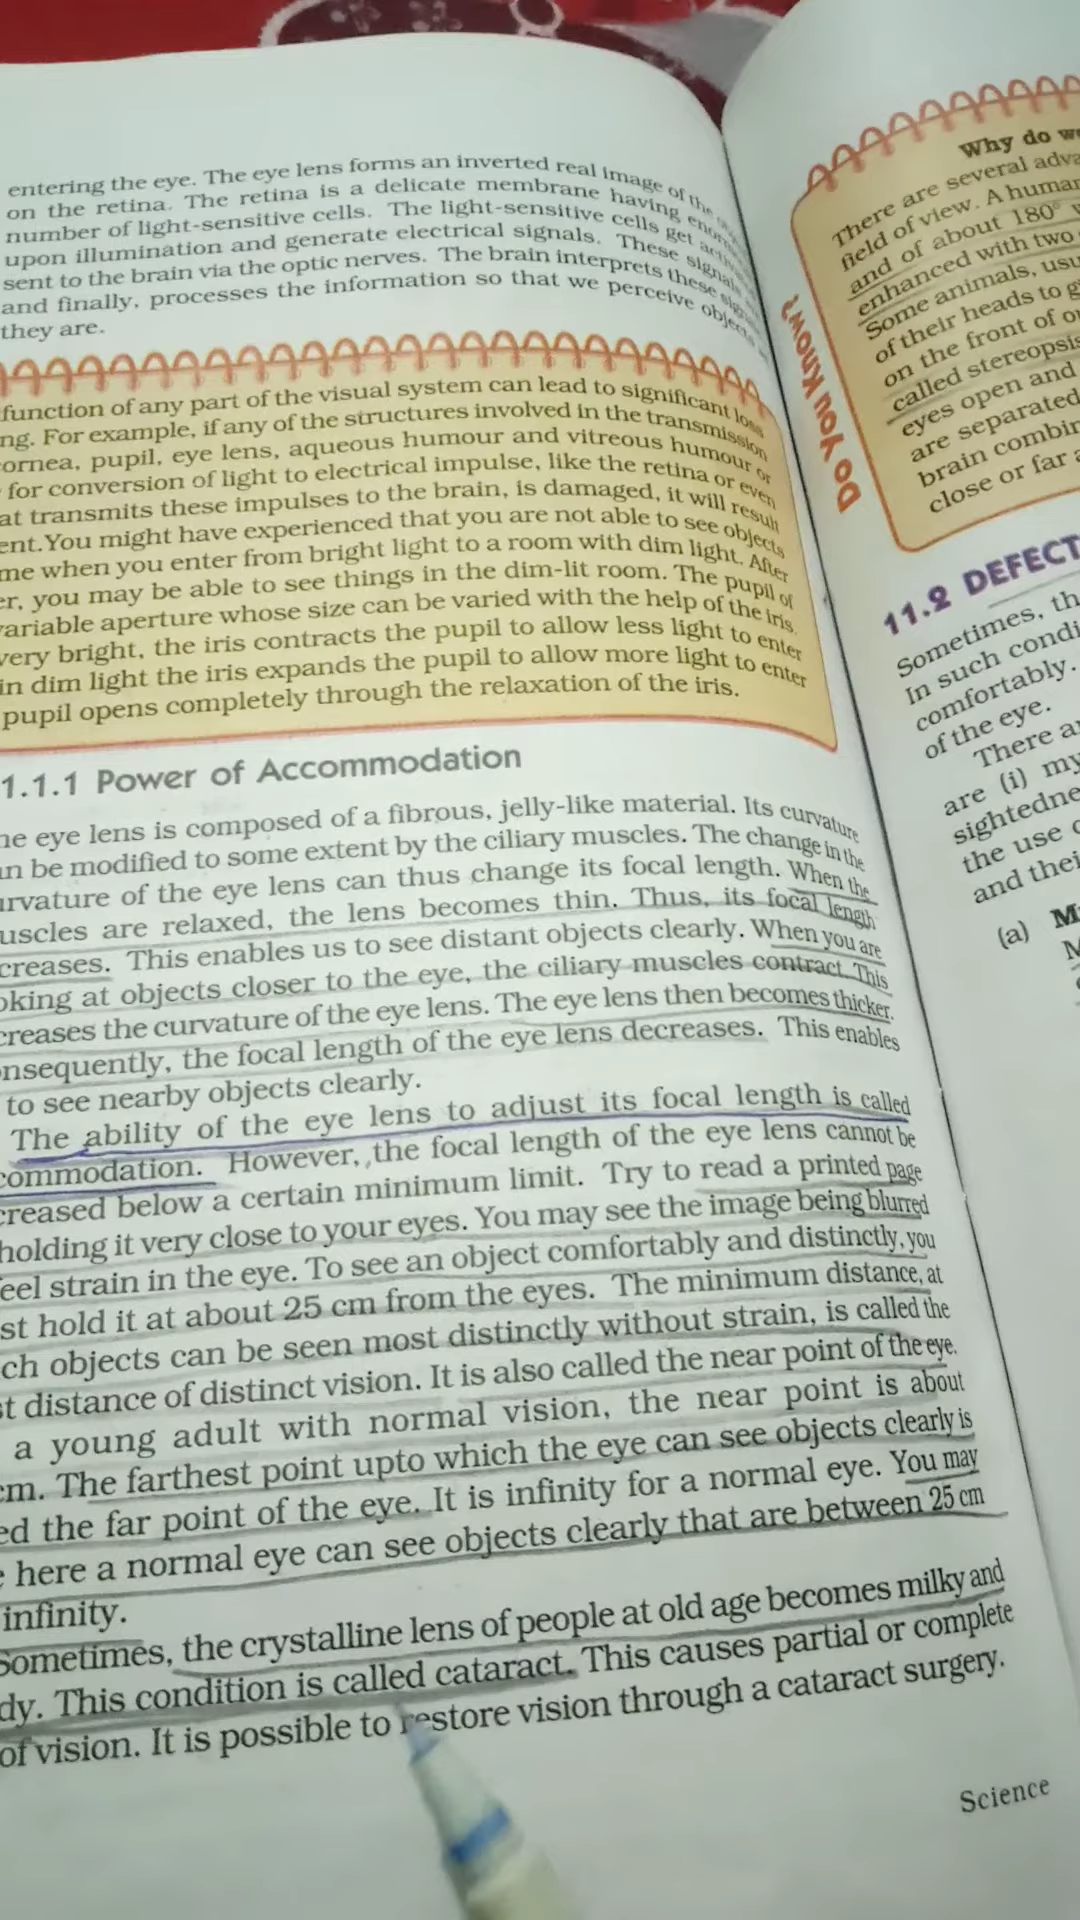 entering the eye. The eye lens forms an inverted real image of the
on the retina. The retina is a delicate membrane having
number of light-sensitive cells. The light-sensitive cells get
upon illumination and generate electrical signals. These signals
sent to the brain via the optic nerves. The brain interprets these
and finally, processes the information so that we perceive objects
they are.
function of any part of the visual system can lead to significant loss
ng. For example, if any of the structures involved in the transmission
ornea, pupil, eye lens, aqueous humour and vitreous humour or
for conversion of light to electrical impulse, like the retina or even
at transmits these impulses to the brain, is damaged, it will result
ent.You might have experienced that you are not able to see objects
me when you enter from bright light to a room with dim light. After
er, you may be able to see things in the dim-lit room. The pupil of
variable aperture whose size can be varied with the help of the iris.
very bright, the iris contracts the pupil to allow less light to enter
in dim light the iris expands the pupil to allow more light to enter
pupil opens completely through the relaxation of the iris.
1.1.1 Power of Accommodation
he eye lens is composed of a fibrous, jelly-like material. Its curvature
an be modified to some extent by the ciliary muscles. The change in the
urvature of the eye lens can thus change its focal length. When the
uscles are relaxed, the lens becomes thin. Thus, its focal length
creases. This enables us to see distant objects clearly. When you are
oking at objects closer to the eye, the ciliary muscles contract. This
creases the curvature of the eye lens. The eye lens then becomes thicker.
onsequently, the focal length of the eye lens decreases. This enables
to see nearby objects clearly.
The ability of the eye lens to adjust its focal length is called
commodation. However, the focal length of the eye lens cannot be
creased below a certain minimum limit. Try to read a printed page
holding it very close to your eyes. You may see the image being blurred
feel strain in the eye. To see an object comfortably and distinctly, you
st hold it at about 25 cm from the eyes. The minimum distance, at
ch objects can be seen most distinctly without strain, is called the
st distance of distinct vision. It is also called the near point of the eye.
a young adult with normal vision, the near point is about
cm. The farthest point upto which the eye can see objects clearly is
ed the far point of the eye. It is infinity for a normal eye. You may
e here a normal eye can see objects clearly that are between 25 cm
infinity.
Sometimes, the crystalline lens of people at old age becomes milky and
dy. This condition is called cataract. This causes partial or complete
of vision. It is possible to restore vision through a cataract surgery.
Science
Do You Know?
Why do we
There are several adva
field of view. A human
and of about 180°
enhanced with two
Some animals, usu
of their heads to g
on the front of ou
called stereopsis
eyes open and
are separated
brain combin
close or far a
11.2 DEFECT
Sometimes, th
In such condi
comfortably.
of the eye.
There a
are (i) my
sightedne
the use
and thei
(a) M
M